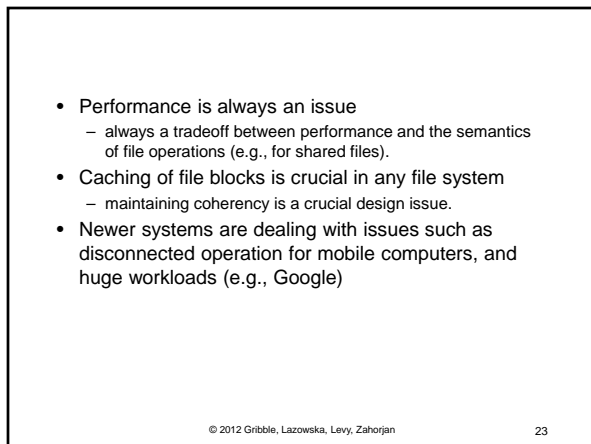 • Performance is always an issue
– always a tradeoff between performance and the semantics
of file operations (e.g., for shared files).
• Caching of file blocks is crucial in any file system
– maintaining coherency is a crucial design issue.
• Newer systems are dealing with issues such as
disconnected operation for mobile computers, and
huge workloads (e.g., Google)
© 2012 Gribble, Lazowska, Levy, Zahorjan
23